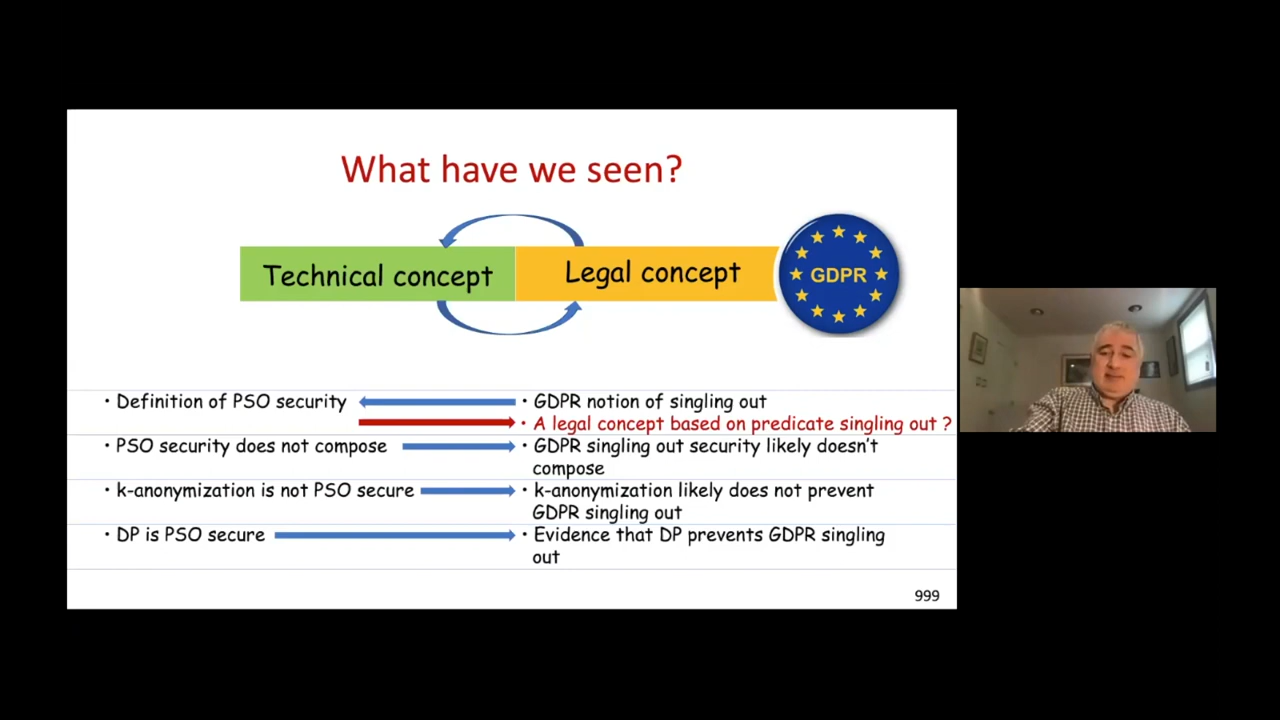 What have we seen?
Technical concept
Legal concept
GDPR
• Definition of PSO security
• GDPR notion of singling out
• A legal concept based on predicate singling out ?
• PSO security does not compose
• GDPR singling out security likely doesn't
compose
• k-anonymization is not PSO secure
• k-anonymization likely does not prevent
GDPR singling out
• DP is PSO secure
• Evidence that DP prevents GDPR singling
out
999